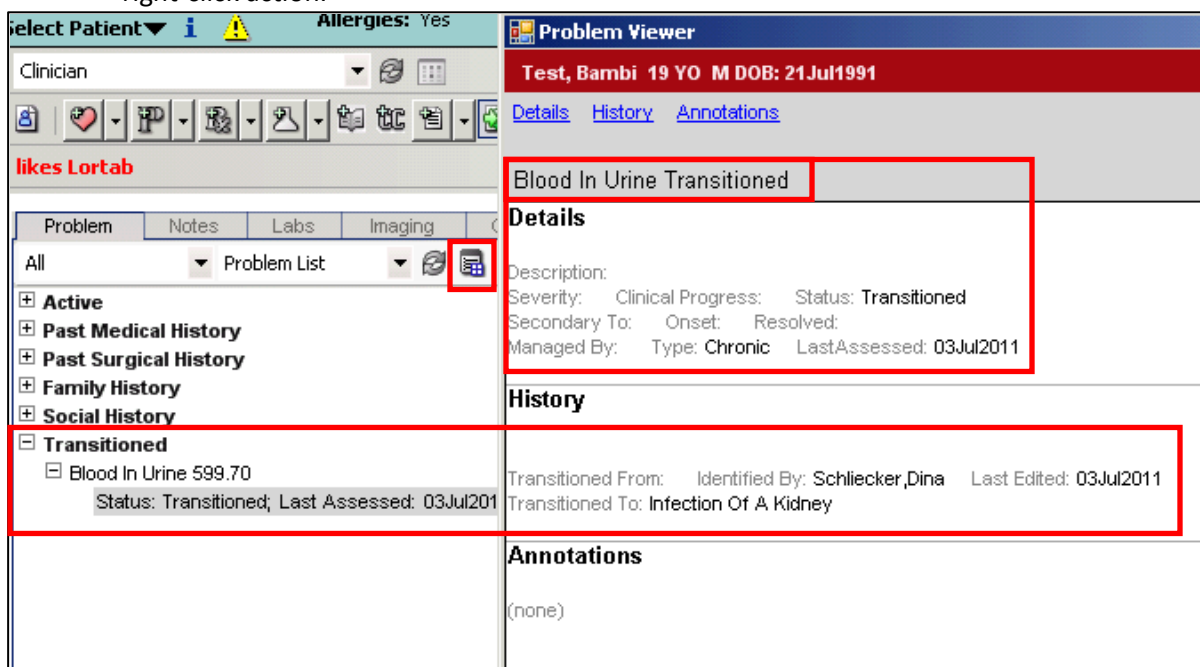 right-click action.
Select Patient
Allergies: Yes
Clinician
likes Lortab
Problem Notes Labs Imaging
All Problem List
Active
Past Medical History
Past Surgical History
Family History
Social History
Transitioned
Blood In Urine 599.70
Status: Transitioned; Last Assessed: 03Jul201
Problem Viewer
Test, Bambi 19 YO M DOB: 21Jul1991
Details History Annotations
Blood In Urine Transitioned
Details
Description:
Severity: Clinical Progress: Status: Transitioned
Secondary To: Onset: Resolved:
Managed By: Type: Chronic LastAssessed: 03Jul2011
History
Transitioned From: Identified By: Schliecker,Dina Last Edited: 03Jul2011
Transitioned To: Infection Of A Kidney
Annotations
(none)